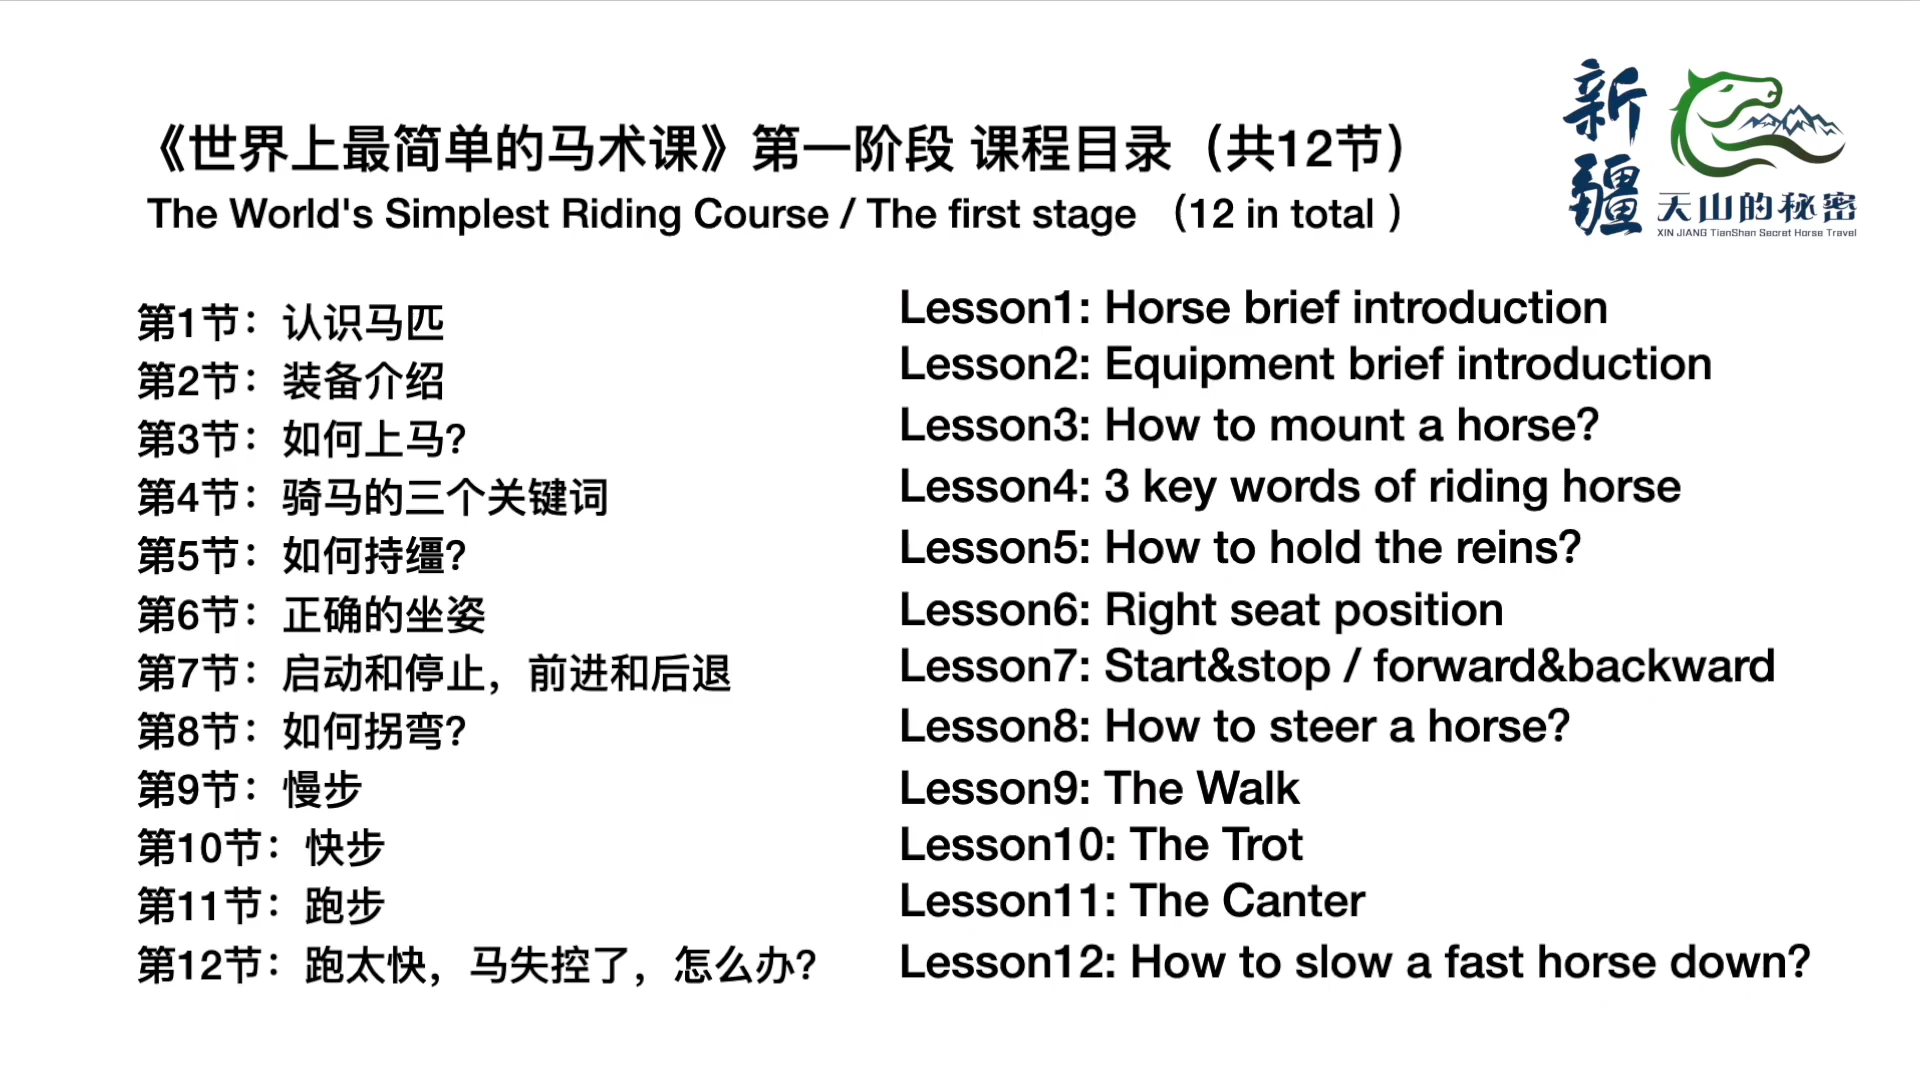 《世界上最简单的马术课》第一阶段 课程目录（共12节）
The World's Simplest Riding Course / The first stage （12 in total ）
新疆
天山的秘密
XIN JIANG TianShan Secret Horse Travel
第1节：认识马匹
第2节：装备介绍
第3节：如何上马？
第4节：骑马的三个关键词
第5节：如何持缰？
第6节：正确的坐姿
第7节：启动和停止，前进和后退
第8节：如何拐弯？
第9节：慢步
第10节：快步
第11节：跑步
第12节：跑太快，马失控了，怎么办？
Lesson1: Horse brief introduction
Lesson2: Equipment brief introduction
Lesson3: How to mount a horse?
Lesson4: 3 key words of riding horse
Lesson5: How to hold the reins?
Lesson6: Right seat position
Lesson7: Start&stop / forward&backward
Lesson8: How to steer a horse?
Lesson9: The Walk
Lesson10: The Trot
Lesson11: The Canter
Lesson12: How to slow a fast horse down?